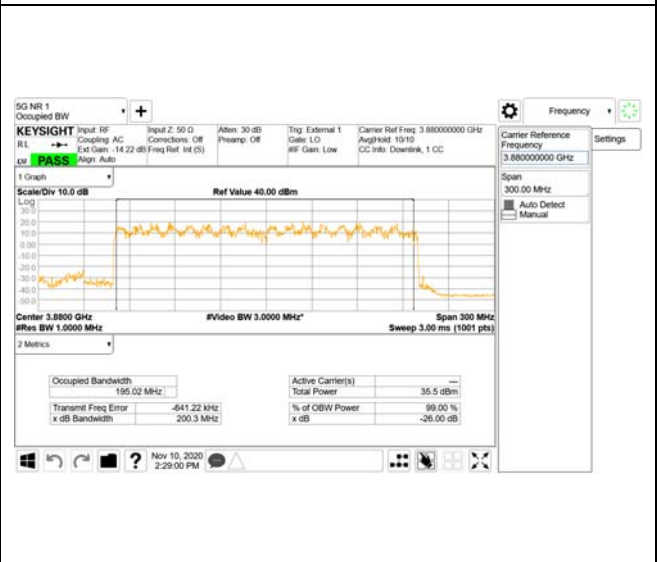 5G NR 1
Occupied BW
Frequency
KEYSIGHT
RL
PASS
Input: RF
Coupling: AC
Ext Gain: -14.22 dB
Align: Auto
Input Z: 50 Ω
Corrections: Off
Freq Ref: Int (S)
Atten: 30 dB
Preamp: Off
Trig: External 1
Gate: LO
#IF Gain: Low
Carrier Ref Freq: 3.880000000 GHz
Avg|Hold: 10/10
CC Info: Downlink, 1 CC
Carrier Reference
Frequency
3.880000000 GHz
Settings
Span
300.00 MHz
Auto Detect
Manual
1 Graph
Scale/Div 10.0 dB
Ref Value 40.00 dBm
Log
30.0
20.0
10.0
0.00
-10.0
-20.0
-30.0
-40.0
-50.0
Center 3.8800 GHz
#Video BW 3.0000 MHz*
Span 300 MHz
#Res BW 1.0000 MHz
Sweep 3.00 ms (1001 pts)
2 Metrics
Occupied Bandwidth
195.02 MHz
Transmit Freq Error -641.22 kHz
x dB Bandwidth 200.3 MHz
Active Carrier(s) ---
Total Power 35.5 dBm
% of OBW Power 99.00 %
x dB -26.00 dB
?
Nov 10, 2020
2:29:00 PM